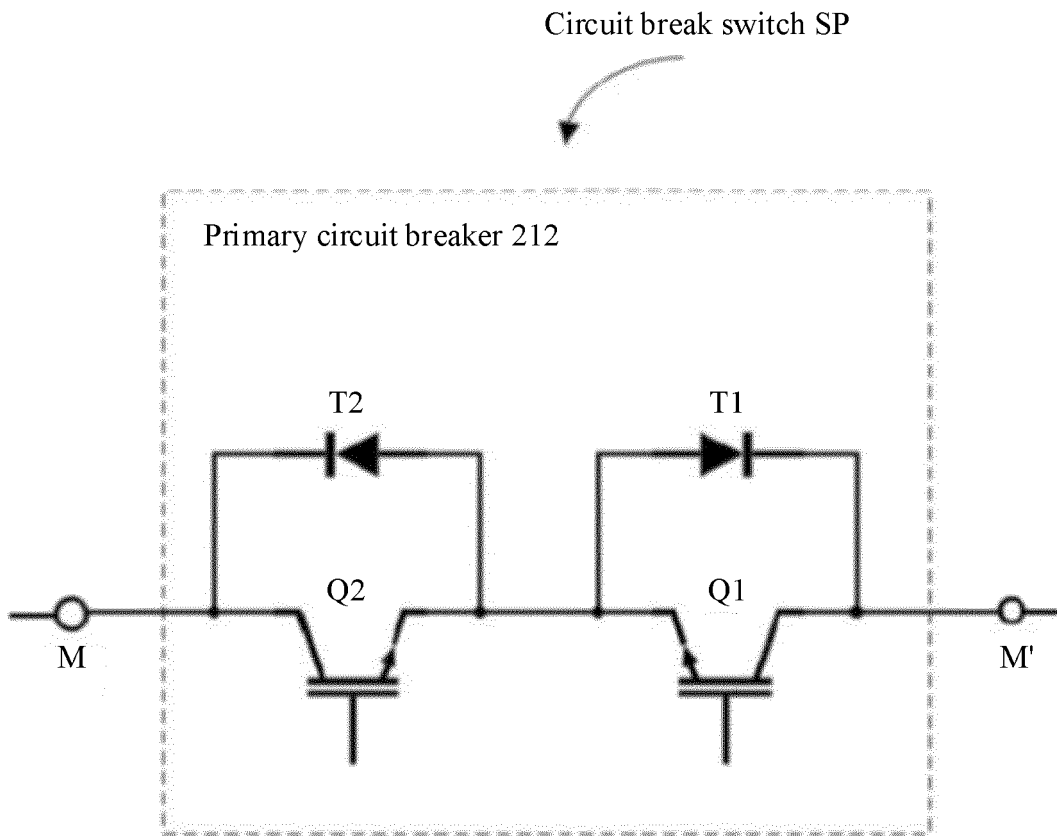 Circuit break switch SP
Primary circuit breaker 212
T2
T1
Q2
Q1
M
M'